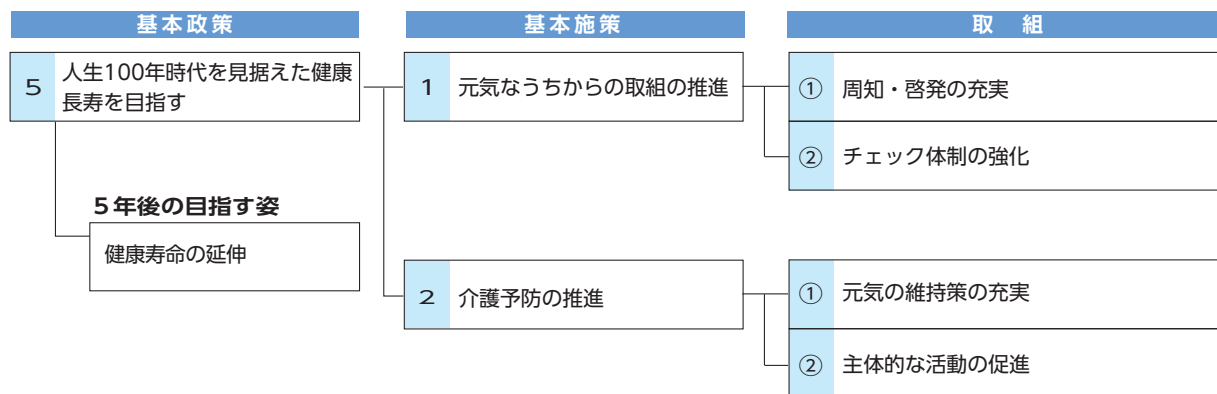 基本政策
基本施策
取　組
5
人生100年時代を見据えた健康
長寿を目指す
1
元気なうちからの取組の推進
①
周知・啓発の充実
②
チェック体制の強化
５年後の目指す姿
健康寿命の延伸
2
介護予防の推進
①
元気の維持策の充実
②
主体的な活動の促進